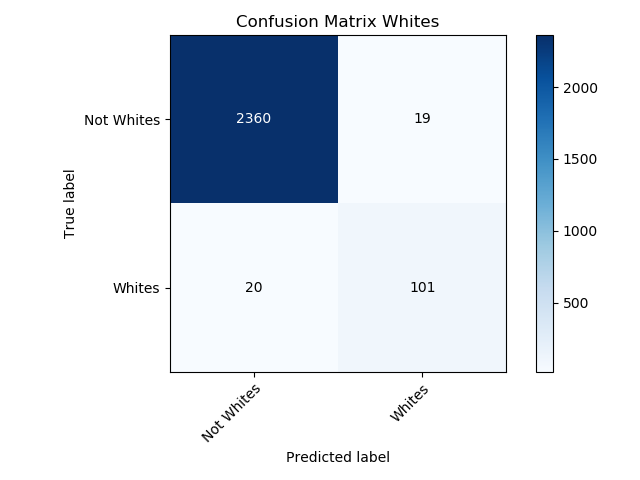 Confusion Matrix Whites
True label
Not Whites
2360
19
Whites
20
101
Not Whites
Whites
Predicted label
2000
1500
1000
500